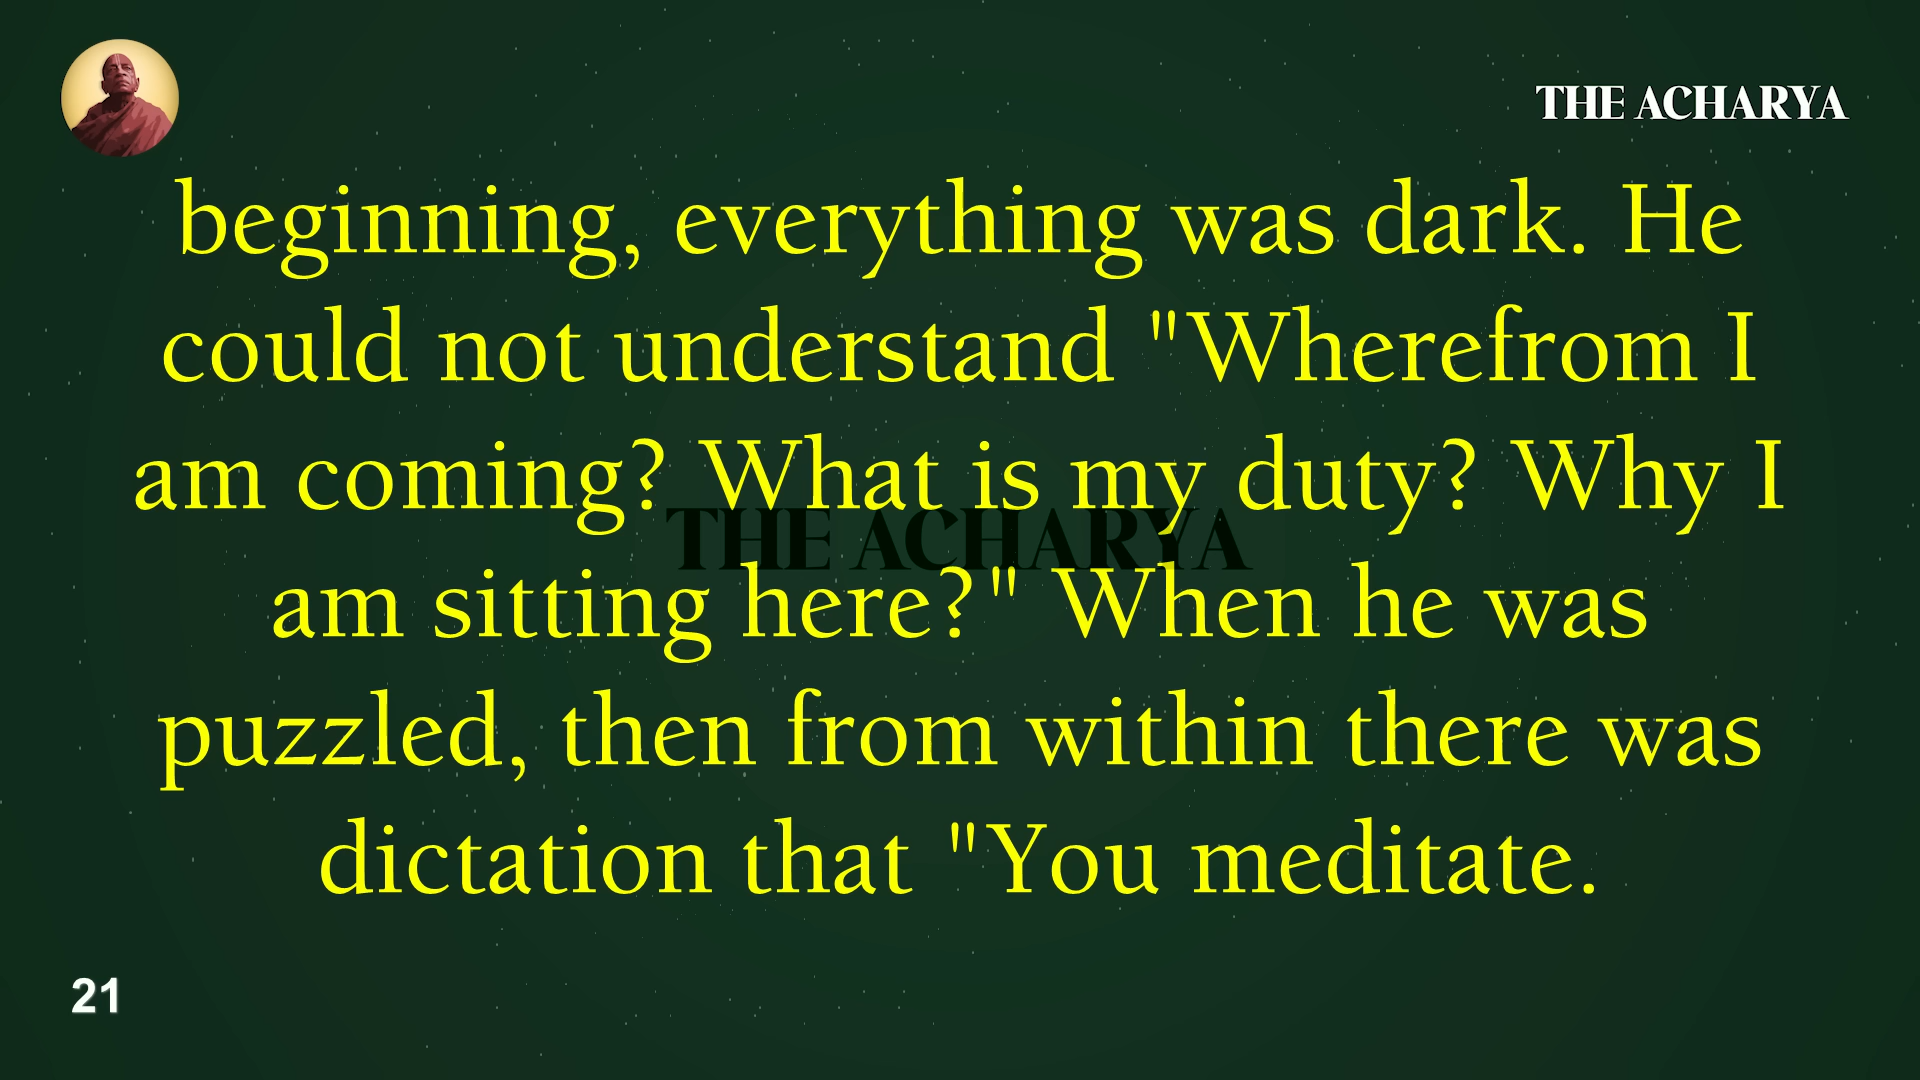 THE ACHARYA
beginning, everything was dark. He
could not understand "Wherefrom I
am coming? What is my duty? Why I
THE ACHARYA
am sitting here?" When he was
puzzled, then from within there was
dictation that "You meditate.
21